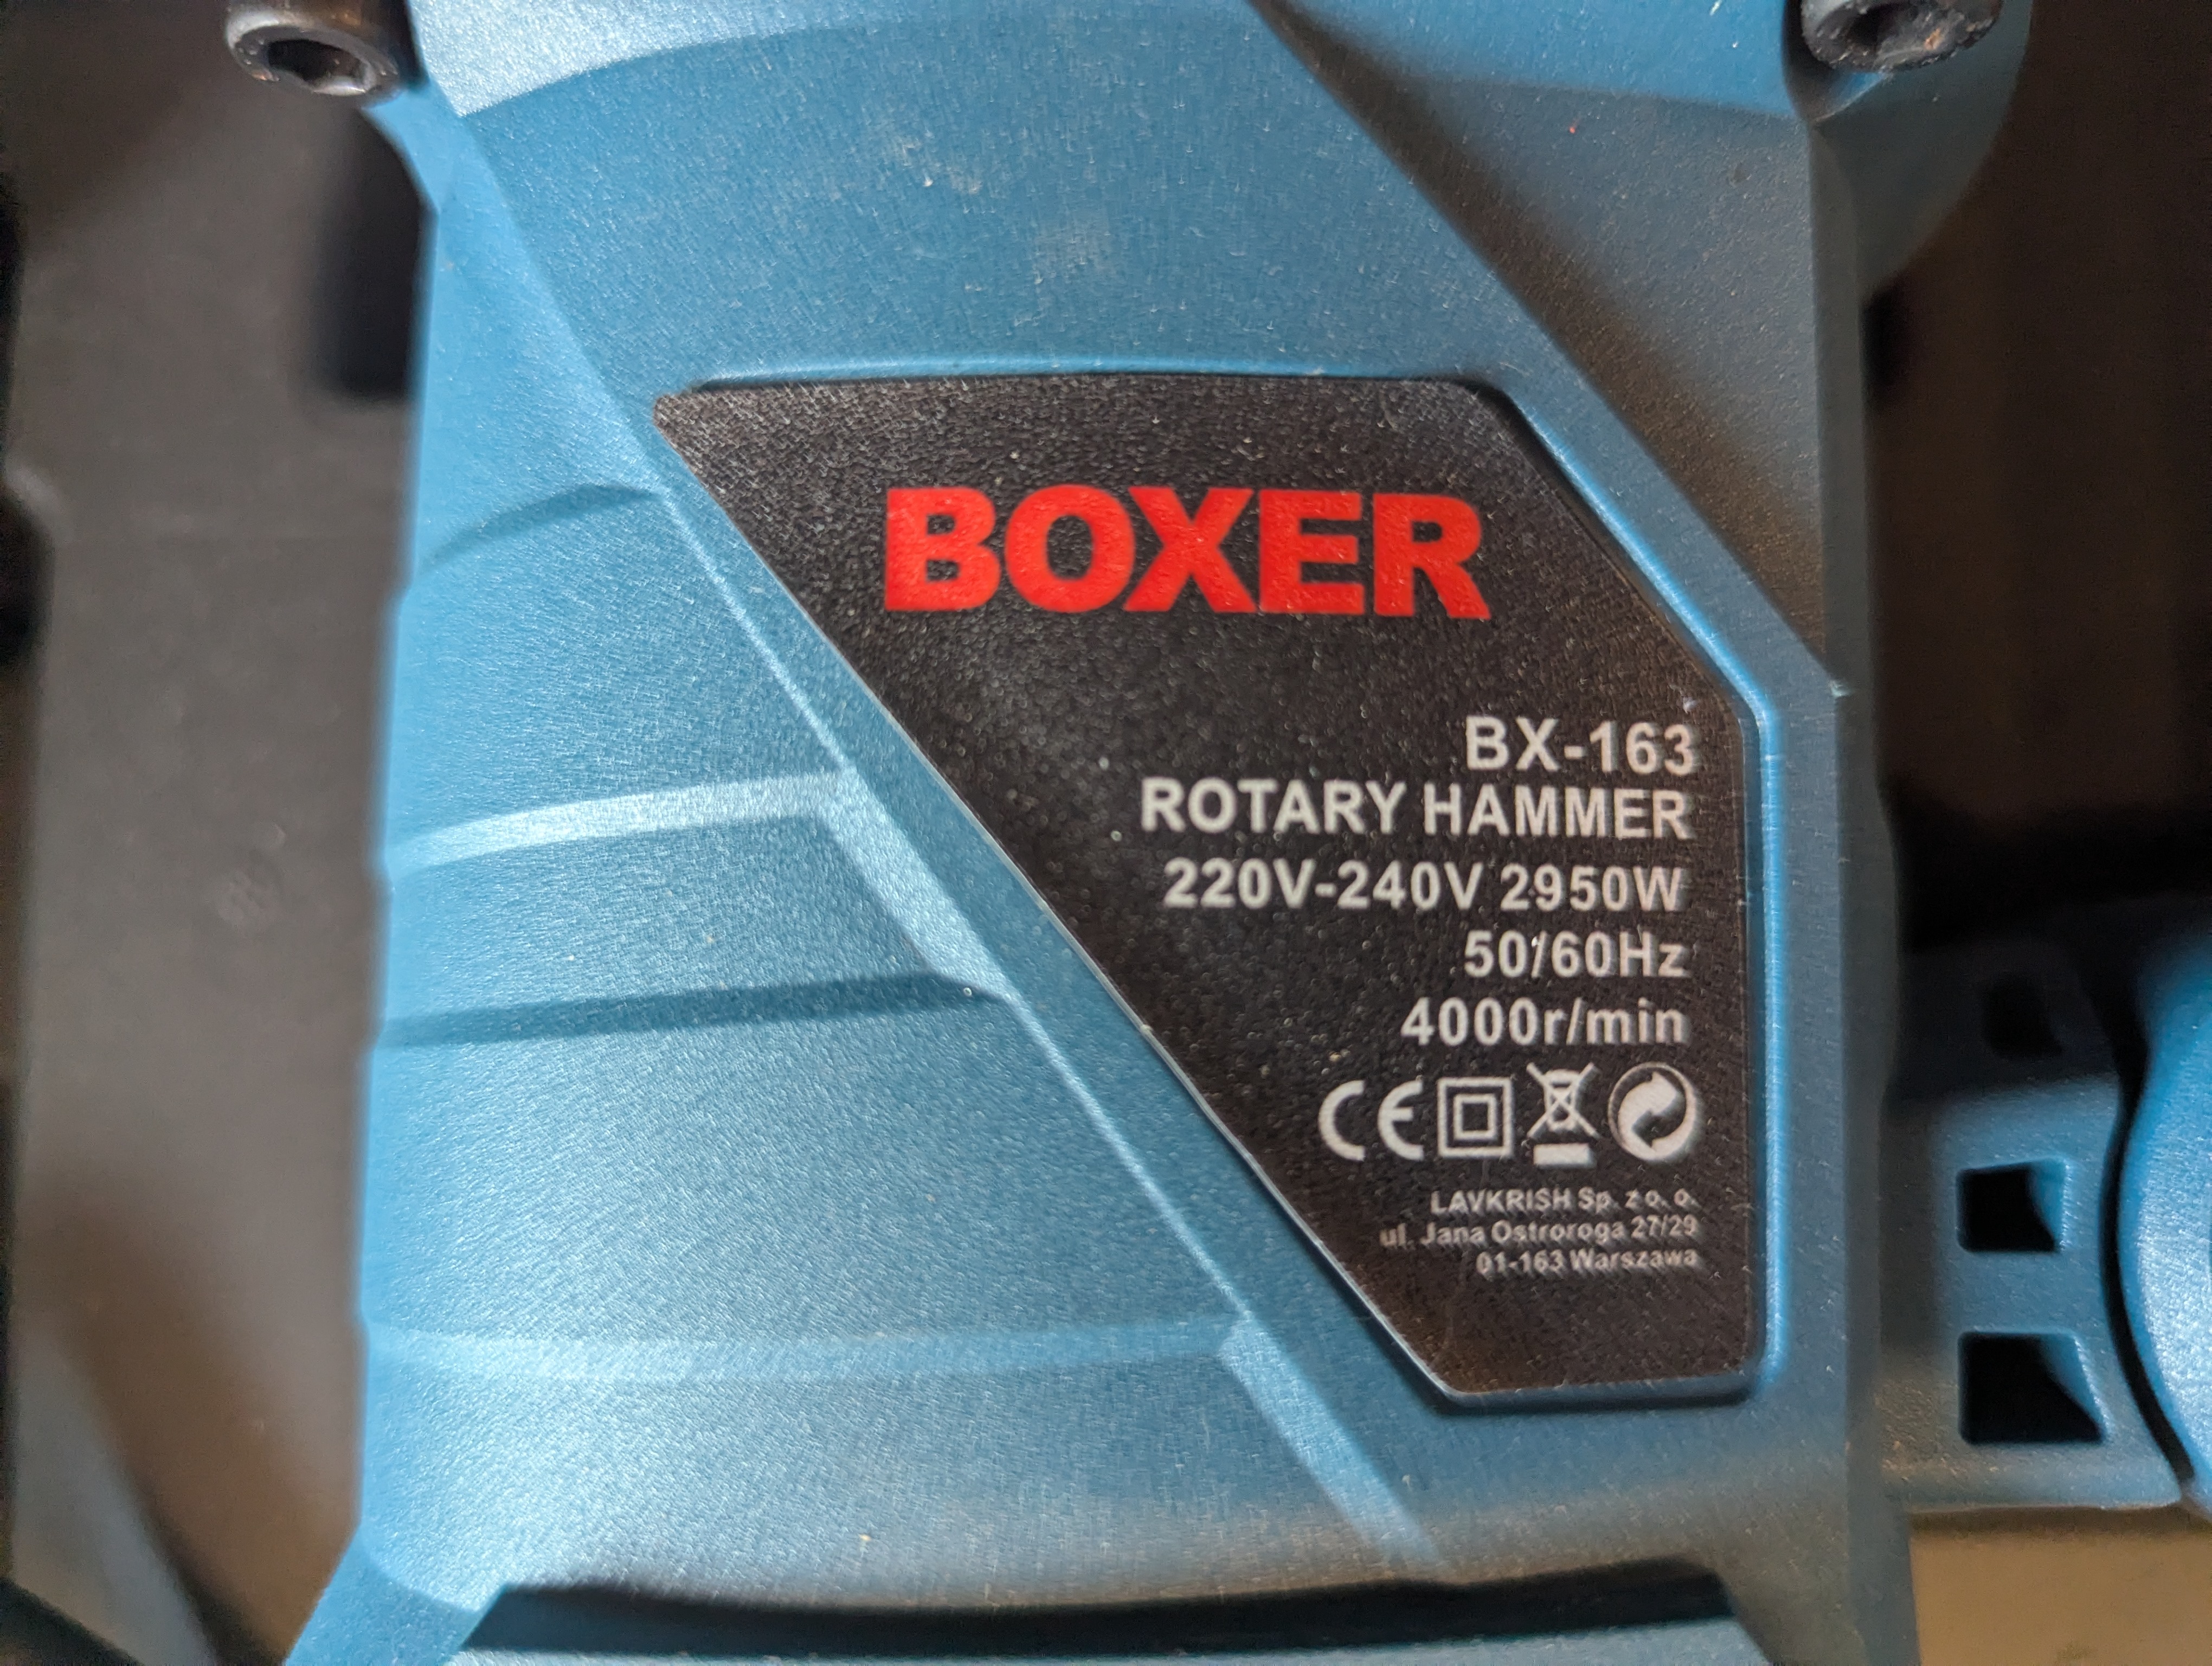 BOXER
BX-163
ROTARY HAMMER
220V-240V 2950W
50/60Hz
4000r/min
CE
LAVKRISH Sp. z o. o.
ul. Jana Ostroroga 27/29
01-163 Warszawa